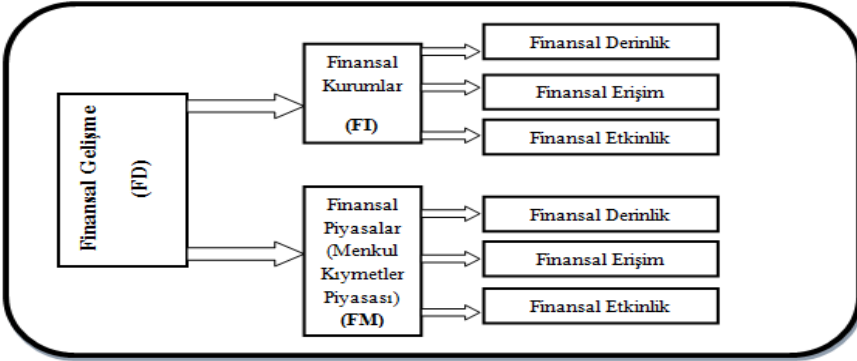 Finansal Gelişme
(FD)
Finansal
Kurumlar
(FI)
Finansal Derinlik
Finansal Erişim
Finansal Etkinlik
Finansal
Piyasalar
(Menkul
Kıymetler
Piyasası)
(FM)
Finansal Derinlik
Finansal Erişim
Finansal Etkinlik